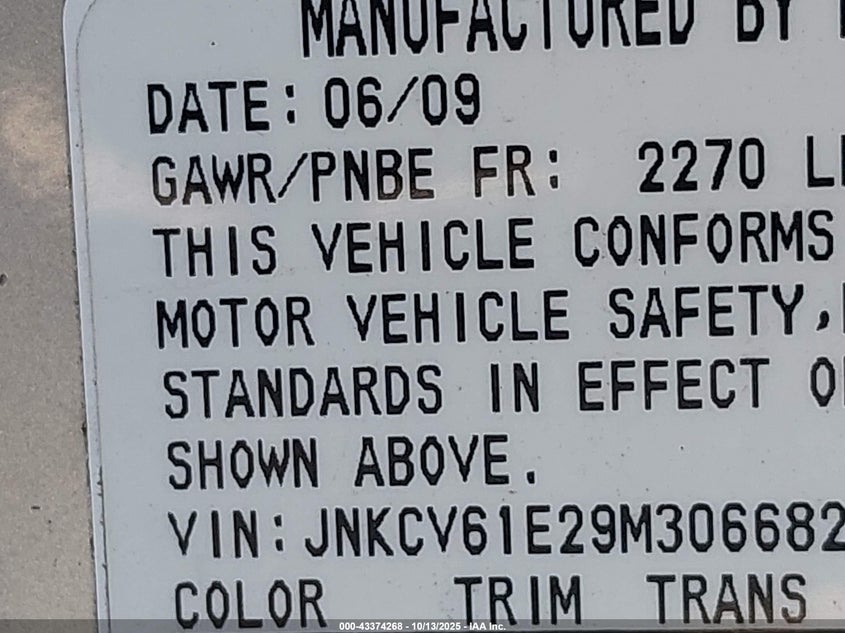 MANUFACTURED BY
DATE: 06/09
GAWR/PNBE FR: 2270 L
THIS VEHICLE CONFORMS
MOTOR VEHICLE SAFETY,
STANDARDS IN EFFECT O
SHOWN ABOVE.
VIN: JNKCV61E29M306682
COLOR TRIM TRANS
000-43374268 - 10/13/2025 - IAA Inc.